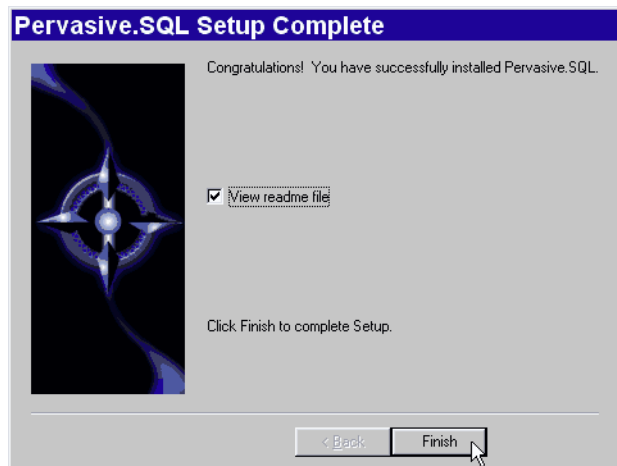 Pervasive.SQL Setup Complete
Congratulations! You have successfully installed Pervasive.SQL.
View readme file
Click Finish to complete Setup.
< Back
Finish